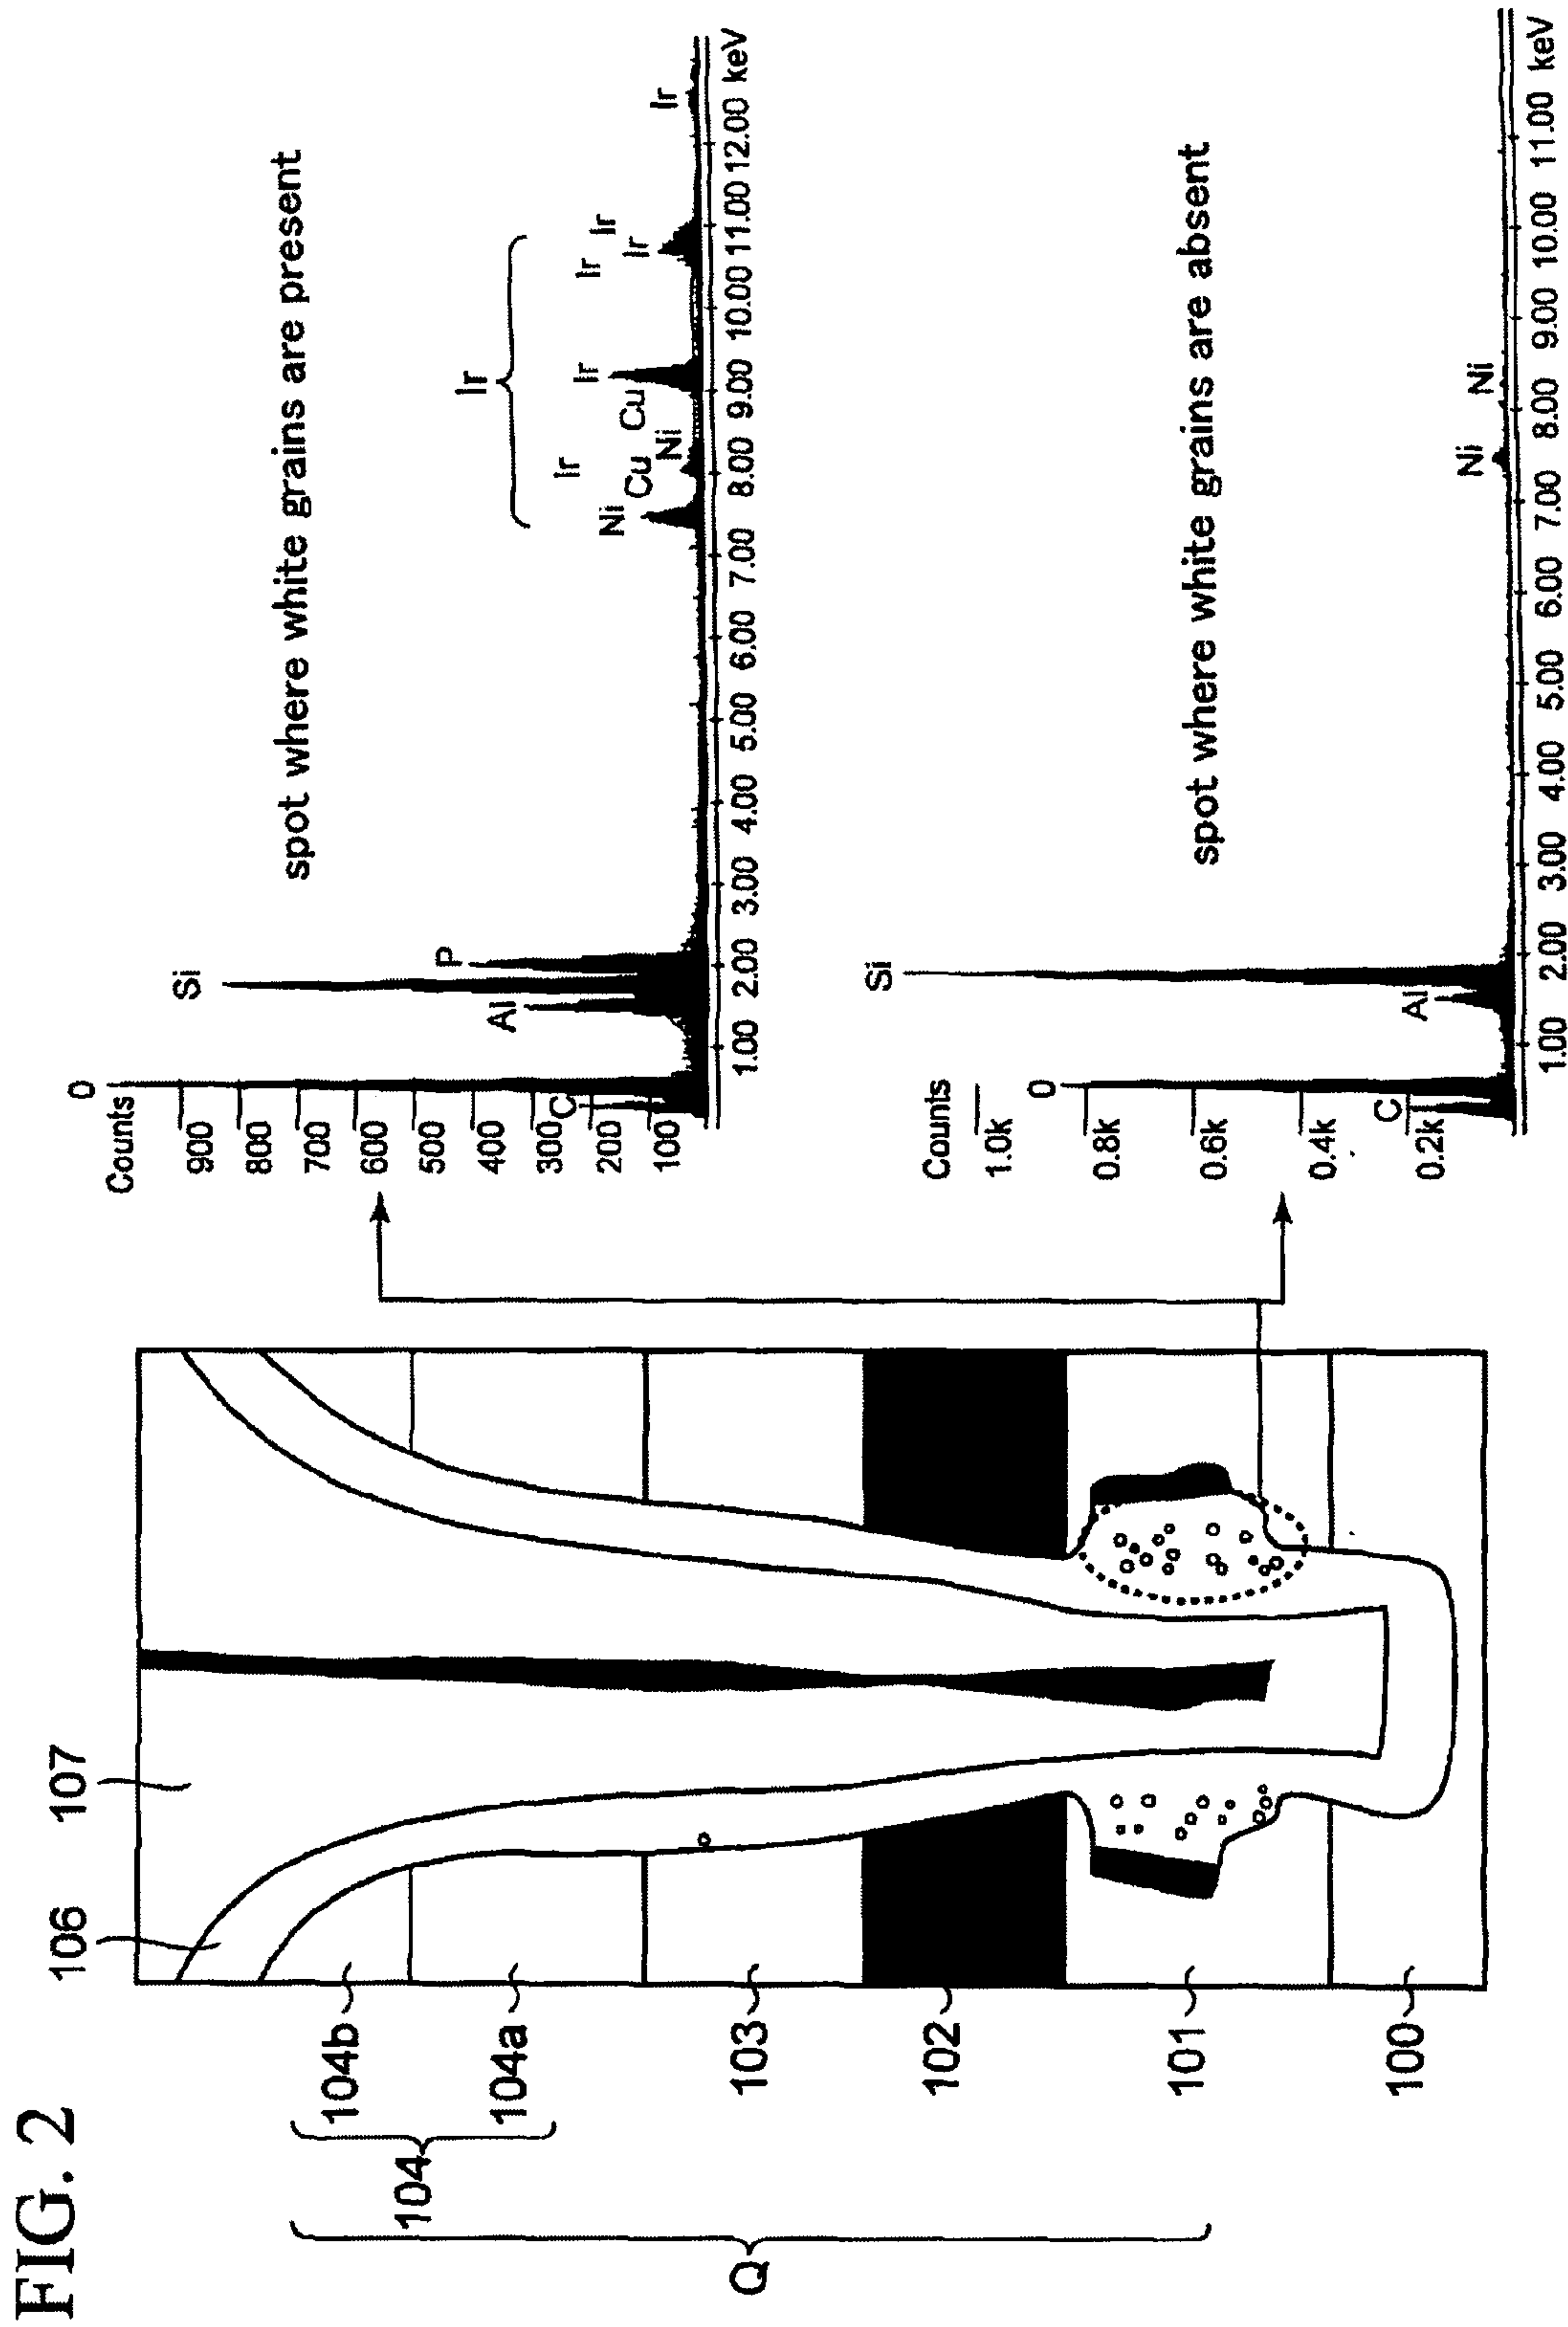 FIG. 2
106
107
104b
104a
104
103
102
101
100
Q
Counts
900
800
700
600
500
400
300
200
100
O
C
Al
Si
P
Ir
Ni
Ir
Cu
Ni
Cu
Ir
Ir
Ir
Ir
Ir
1.00 2.00 3.00 4.00 5.00 6.00 7.00 8.00 9.00 10.00 11.00 12.00 keV
spot where white grains are present
Counts
1.0k
0.8k
0.6k
0.4k
0.2k
O
C
Al
Si
Ni
Ni
1.00 2.00 3.00 4.00 5.00 6.00 7.00 8.00 9.00 10.00 11.00 keV
spot where white grains are absent